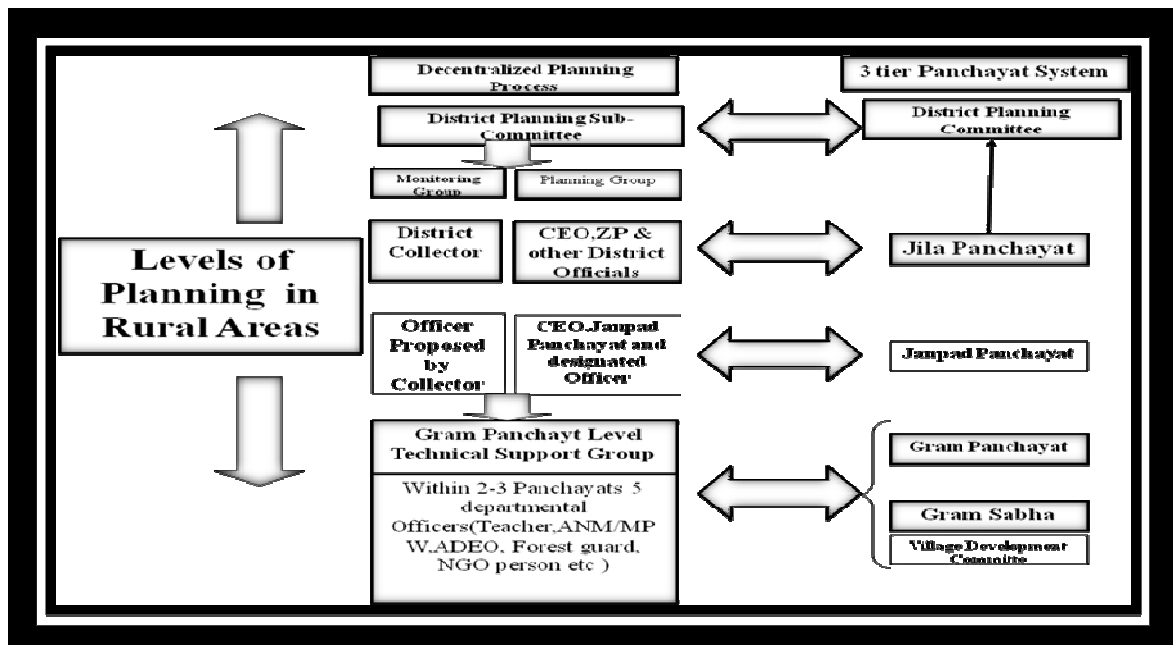 Decentralized Planning
Process
3 tier Panchayat System
District Planning Sub-
Committee
District Planning
Committee
Monitoring
Group
Planning Group
Levels of
Planning in
Rural Areas
District
Collector
CEO,ZP &
other District
Officials
Jila Panchayat
Officer
Proposed
by
Collector
CEO.Janpad
Panchayat and
designated
Officer
Janpad Panchayat
Gram Panchayt Level
Technical Support Group
Within 2-3 Panchayats 5
departmental
Officers(Teacher,ANM/MP
W,ADEO, Forest guard,
NGO person etc )
Gram Panchayat
Gram Sabha
Village Development
Committe